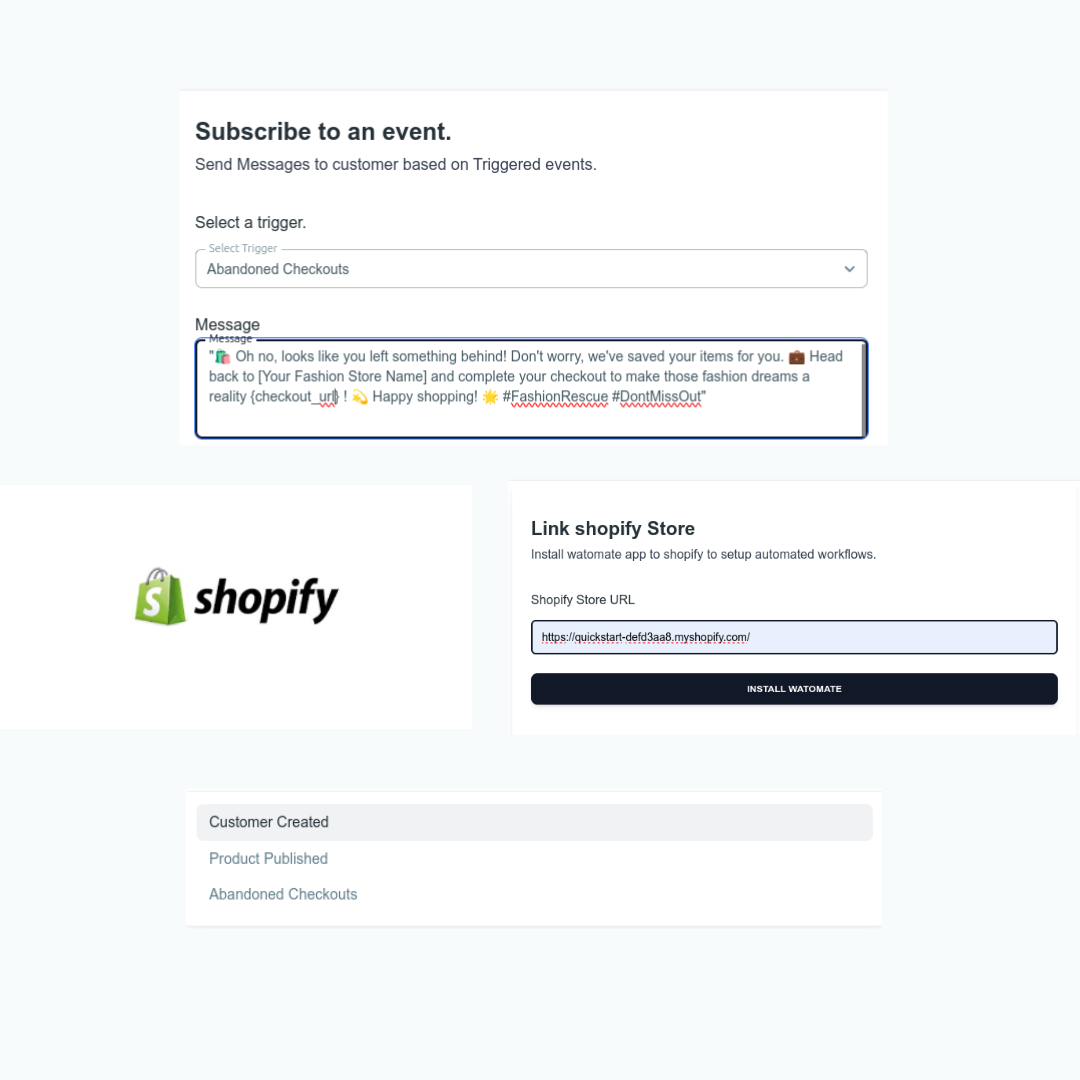 Subscribe to an event.
Send Messages to customer based on Triggered events.
Select a trigger.
Select Trigger
Abandoned Checkouts
Message
Message
"🛍️ Oh no, looks like you left something behind! Don't worry, we've saved your items for you. 💼 Head
back to [Your Fashion Store Name] and complete your checkout to make those fashion dreams a
reality {checkout_url} ! 💫 Happy shopping! 🌟 #FashionRescue #DontMissOut"
shopify
Link shopify Store
Install watomate app to shopify to setup automated workflows.
Shopify Store URL
https://quickstart-defd3aa8.myshopify.com/
INSTALL WATOMATE
Customer Created
Product Published
Abandoned Checkouts